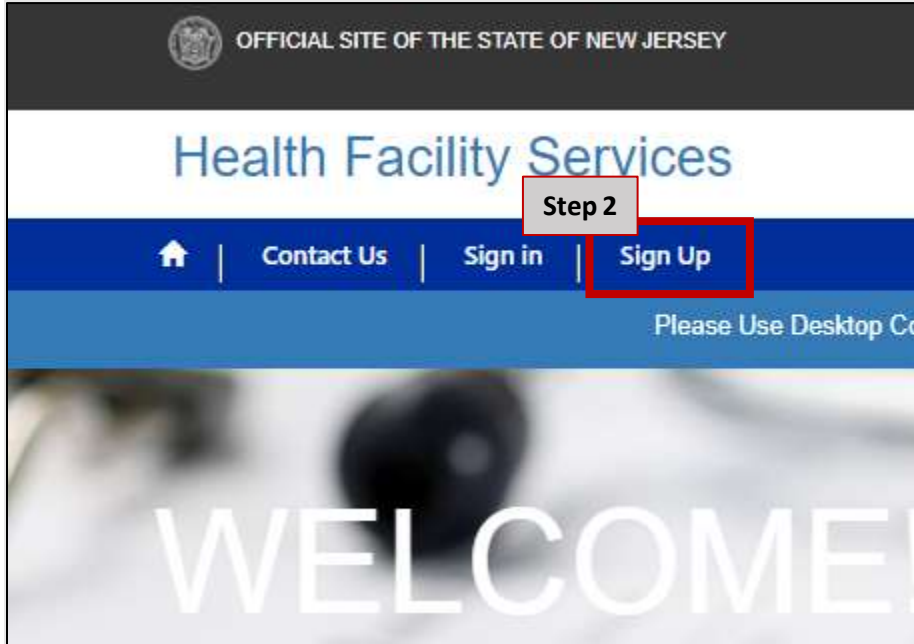 OFFICIAL SITE OF THE STATE OF NEW JERSEY
Health Facility Services
Step 2
Contact Us | Sign in | Sign Up
Please Use Desktop
WELCOME!